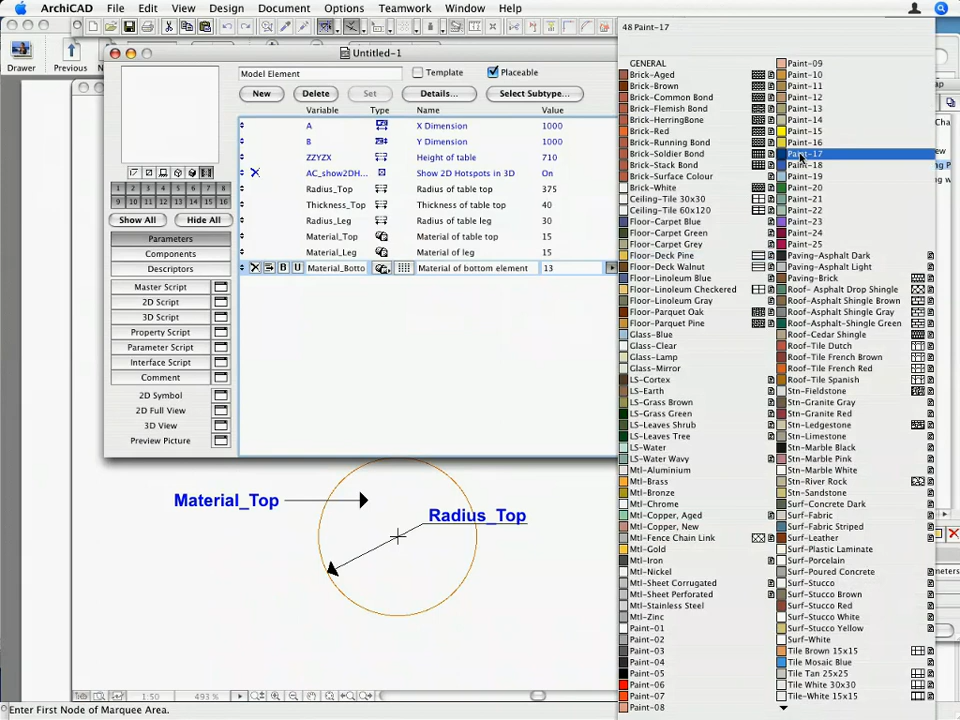 ArchiCAD File Edit View Design Document Options Teamwork Window Help
Drawer Previous
Untitled-1
Model Element Template Placeable
New Delete Set Details... Select Subtype...
Variable Type Name Value
A X Dimension 1000
B Y Dimension 1000
ZZYZX Height of table 710
AC_show2DH... Show 2D Hotspots in 3D On
Radius_Top Radius of table top 375
Thickness_Top Thickness of table top 40
Radius_Leg Radius of table leg 30
Material_Top Material of table top 15
Material_Leg Material of leg 15
B U Material_Botto Material of bottom element 13
1 2 3 4 5 6 7 8
9 10 11 12 13 14 15 16
Show All Hide All
Parameters
Components
Descriptors
Master Script
2D Script
3D Script
Property Script
Parameter Script
Interface Script
Comment
2D Symbol
2D Full View
3D View
Preview Picture
Material_Top
Radius_Top
1:50 493 %
Enter First Node of Marquee Area.
48 Paint-17
GENERAL
Brick-Aged
Brick-Brown
Brick-Common Bond
Brick-Flemish Bond
Brick-HerringBone
Brick-Red
Brick-Running Bond
Brick-Soldier Bond
Brick-Stack Bond
Brick-Surface Colour
Brick-White
Ceiling-Tile 30x30
Ceiling-Tile 60x120
Floor-Carpet Blue
Floor-Carpet Green
Floor-Carpet Grey
Floor-Deck Pine
Floor-Deck Walnut
Floor-Linoleum Blue
Floor-Linoleum Checkered
Floor-Linoleum Gray
Floor-Parquet Oak
Floor-Parquet Pine
Glass-Blue
Glass-Clear
Glass-Lamp
Glass-Mirror
LS-Cortex
LS-Earth
LS-Grass Brown
LS-Grass Green
LS-Leaves Shrub
LS-Leaves Tree
LS-Water
LS-Water Wavy
Mtl-Aluminium
Mtl-Brass
Mtl-Bronze
Mtl-Chrome
Mtl-Copper, Aged
Mtl-Copper, New
Mtl-Fence Chain Link
Mtl-Gold
Mtl-Iron
Mtl-Nickel
Mtl-Sheet Corrugated
Mtl-Sheet Perforated
Mtl-Stainless Steel
Mtl-Zinc
Paint-01
Paint-02
Paint-03
Paint-04
Paint-05
Paint-06
Paint-07
Paint-08
Paint-09
Paint-10
Paint-11
Paint-12
Paint-13
Paint-14
Paint-15
Paint-16
Paint-17
Paint-18
Paint-19
Paint-20
Paint-21
Paint-22
Paint-23
Paint-24
Paint-25
Paving-Asphalt Dark
Paving-Asphalt Light
Paving-Brick
Roof- Asphalt Drop Shingle
Roof-Asphalt Shingle Brown
Roof-Asphalt Shingle Gray
Roof-Asphalt-Shingle Green
Roof-Cedar Shingle
Roof-Tile Dutch
Roof-Tile French Brown
Roof-Tile French Red
Roof-Tile Spanish
Stn-Fieldstone
Stn-Granite Gray
Stn-Granite Red
Stn-Ledgestone
Stn-Limestone
Stn-Marble Black
Stn-Marble Pink
Stn-Marble White
Stn-River Rock
Stn-Sandstone
Surf-Concrete Dark
Surf-Fabric
Surf-Fabric Striped
Surf-Leather
Surf-Plastic Laminate
Surf-Porcelain
Surf-Poured Concrete
Surf-Stucco
Surf-Stucco Brown
Surf-Stucco Red
Surf-Stucco White
Surf-Stucco Yellow
Surf-White
Tile Brown 15x15
Tile Mosaic Blue
Tile Tan 25x25
Tile White 30x30
Tile-White 15x15